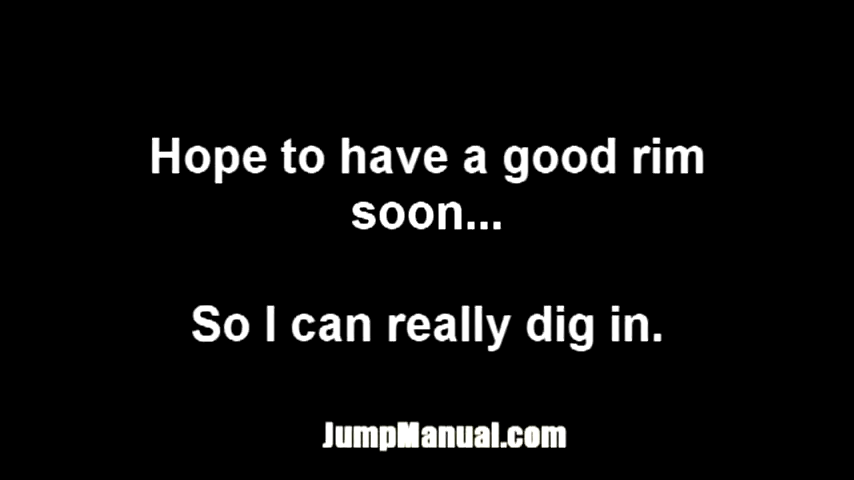 Hope to have a good rim
soon...
So I can really dig in.
JumpManual.com